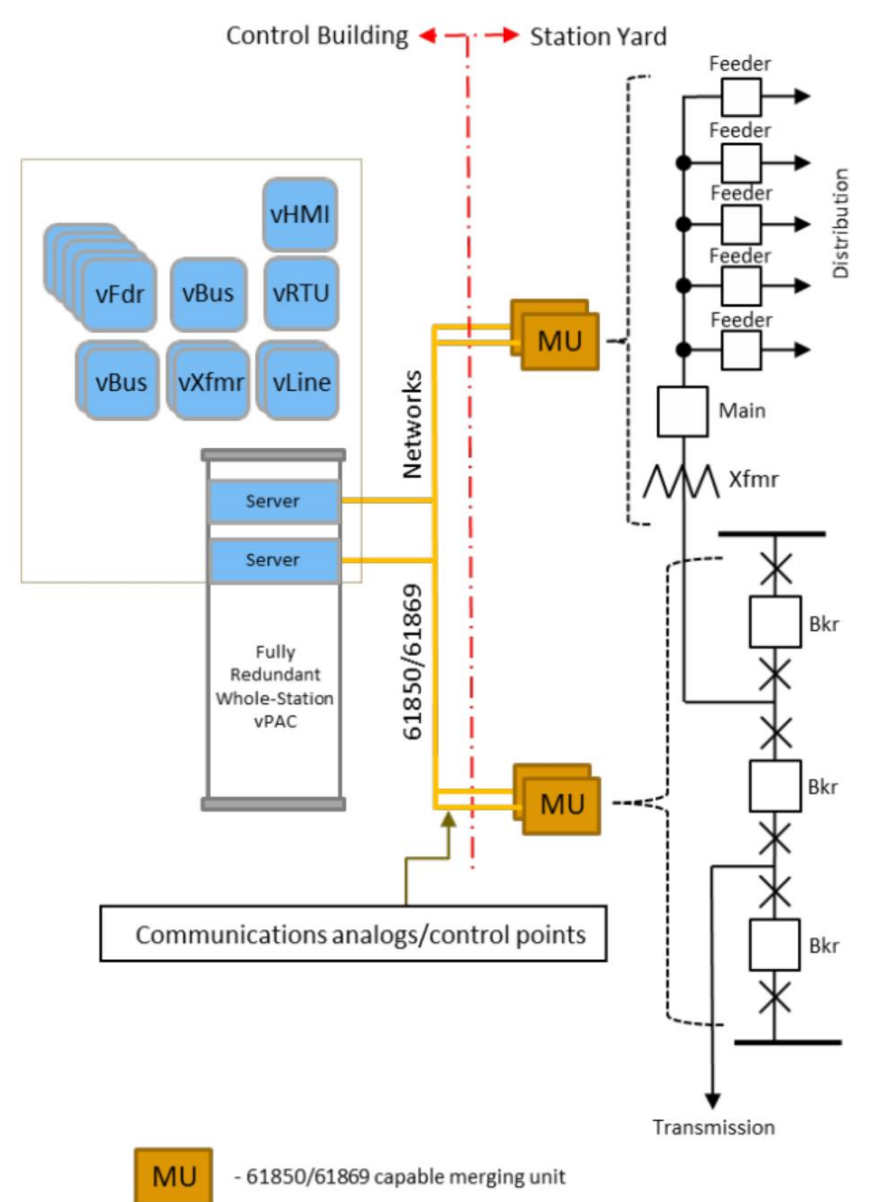 Control Building
Station Yard
Feeder
Feeder
Feeder
Feeder
Feeder
Distribution
vHMI
vFdr
vBus
vRTU
vBus
vXfmr
vLine
MU
Networks
Main
Xfmr
Server
Server
61850/61869
Fully
Redundant
Whole-Station
vPAC
Bkr
Bkr
Bkr
MU
Communications analogs/control points
Transmission
MU - 61850/61869 capable merging unit